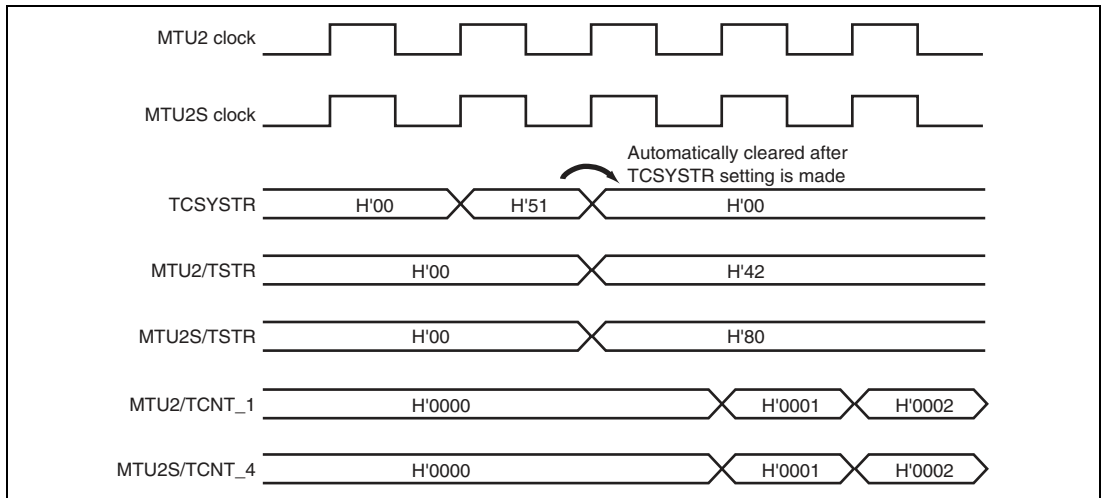 MTU2 clock
MTU2S clock
Automatically cleared after
TCSYSTR setting is made
TCSYSTR H'00 H'51 H'00
MTU2/TSTR H'00 H'42
MTU2S/TSTR H'00 H'80
MTU2/TCNT_1 H'0000 H'0001 H'0002
MTU2S/TCNT_4 H'0000 H'0001 H'0002